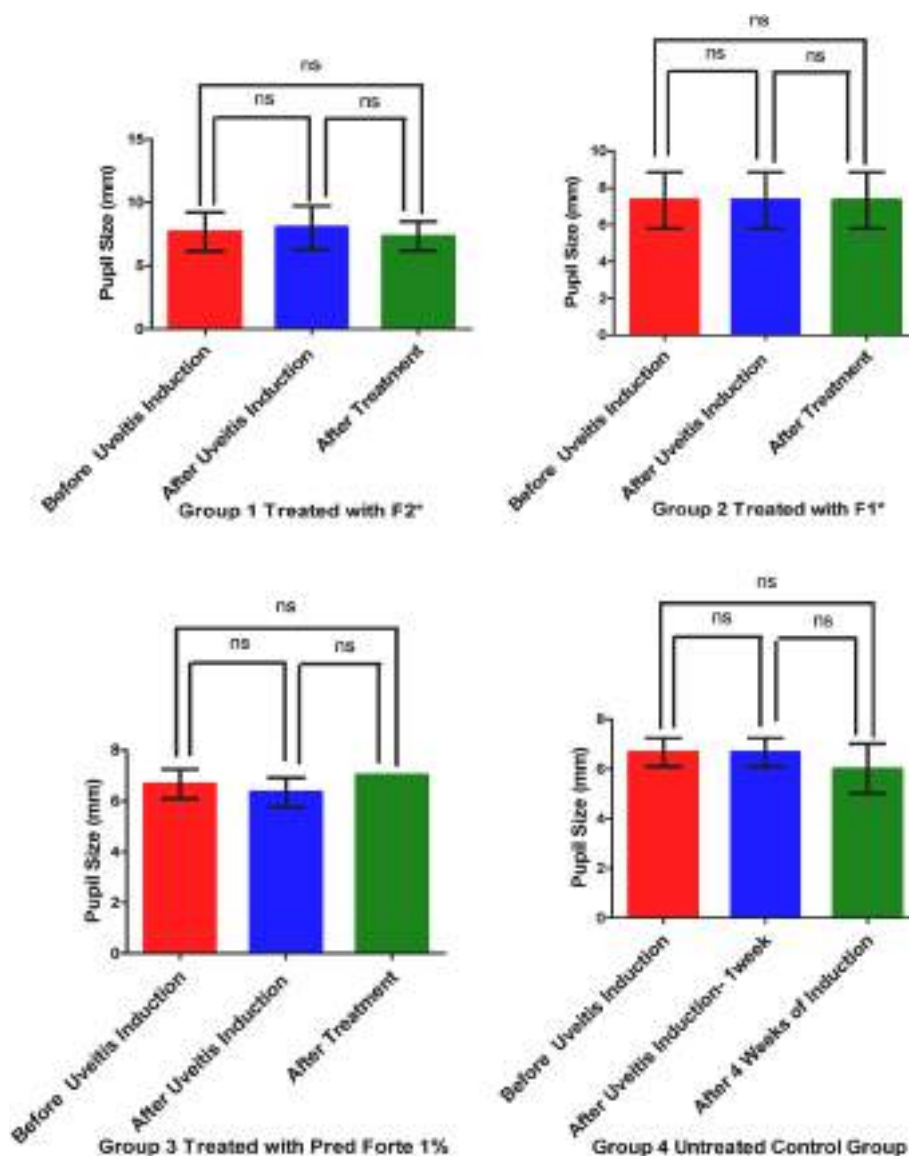 ns
ns
ns
15
10
5
0
Pupil Size (mm)
Before Uveitis Induction
After Uveitis Induction
After Treatment
Group 1 Treated with F2*
ns
ns
ns
10
8
6
4
2
0
Pupil Size (mm)
Before Uveitis Induction
After Uveitis Induction
After Treatment
Group 2 Treated with F1*
ns
ns
ns
8
6
4
2
0
Pupil Size (mm)
Before Uveitis Induction
After Uveitis Induction
After Treatment
Group 3 Treated with Pred Forte 1%
ns
ns
ns
8
6
4
2
0
Pupil Size (mm)
Before Uveitis Induction
After Uveitis Induction- 1week
After 4 Weeks of Induction
Group 4 Untreated Control Group